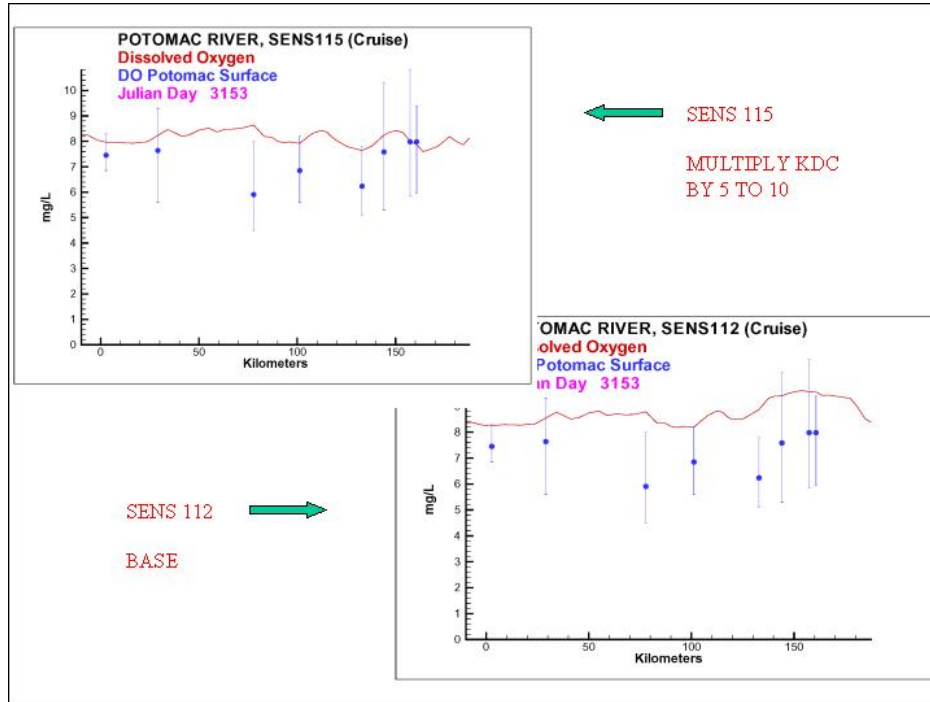 POTOMAC RIVER, SENS115 (Cruise)
Dissolved Oxygen
DO Potomac Surface
Julian Day 3153
10
9
8
7
6
5
4
3
2
1
0
mg/L
0 50 100 150
Kilometers
SENS 115
MULTIPLY KDC
BY 5 TO 10
SENS 112
BASE
OMAC RIVER, SENS112 (Cruise)
olved Oxygen
Potomac Surface
n Day 3153
8
7
6
5
4
3
2
1
0
mg/L
0 50 100 150
Kilometers